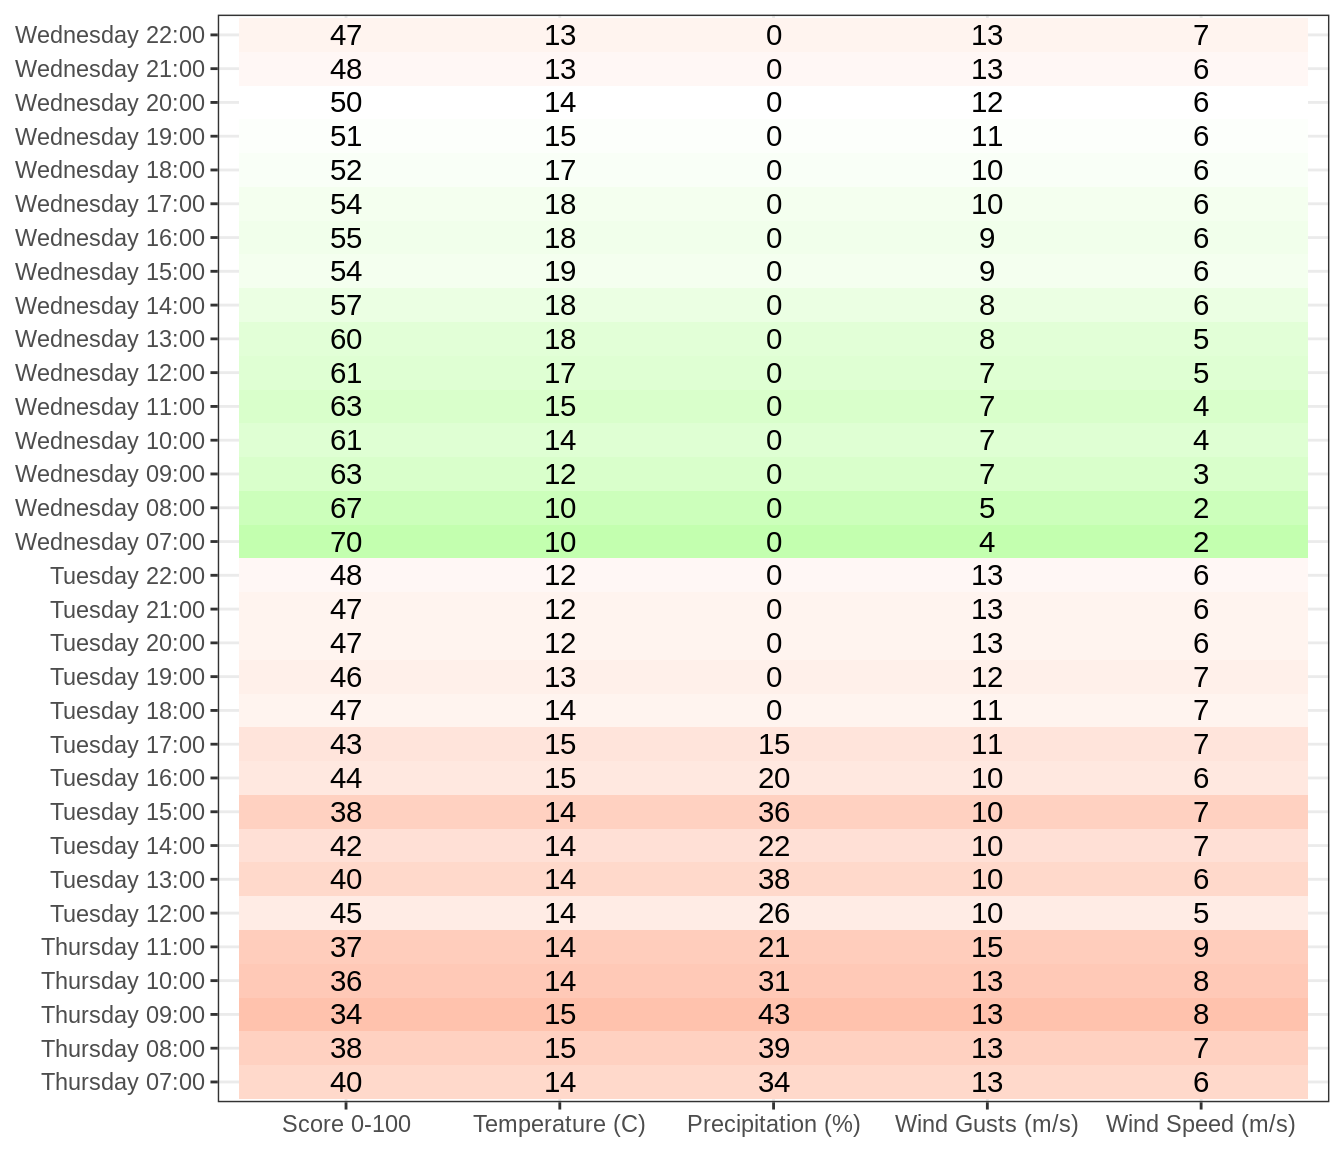 Wednesday 22:00 47 13 0 13 7
Wednesday 21:00 48 13 0 13 6
Wednesday 20:00 50 14 0 12 6
Wednesday 19:00 51 15 0 11 6
Wednesday 18:00 52 17 0 10 6
Wednesday 17:00 54 18 0 10 6
Wednesday 16:00 55 18 0 9 6
Wednesday 15:00 54 19 0 9 6
Wednesday 14:00 57 18 0 8 6
Wednesday 13:00 60 18 0 8 5
Wednesday 12:00 61 17 0 7 5
Wednesday 11:00 63 15 0 7 4
Wednesday 10:00 61 14 0 7 4
Wednesday 09:00 63 12 0 7 3
Wednesday 08:00 67 10 0 5 2
Wednesday 07:00 70 10 0 4 2
Tuesday 22:00 48 12 0 13 6
Tuesday 21:00 47 12 0 13 6
Tuesday 20:00 47 12 0 13 6
Tuesday 19:00 46 13 0 12 7
Tuesday 18:00 47 14 0 11 7
Tuesday 17:00 43 15 15 11 7
Tuesday 16:00 44 15 20 10 6
Tuesday 15:00 38 14 36 10 7
Tuesday 14:00 42 14 22 10 7
Tuesday 13:00 40 14 38 10 6
Tuesday 12:00 45 14 26 10 5
Thursday 11:00 37 14 21 15 9
Thursday 10:00 36 14 31 13 8
Thursday 09:00 34 15 43 13 8
Thursday 08:00 38 15 39 13 7
Thursday 07:00 40 14 34 13 6
Score 0-100 Temperature (C) Precipitation (%) Wind Gusts (m/s) Wind Speed (m/s)